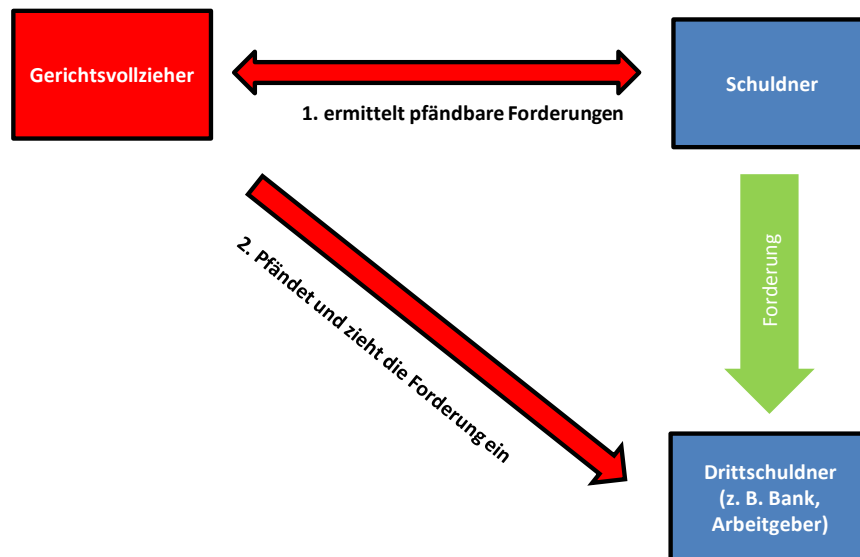 Gerichtsvollzieher
Schuldner
1. ermittelt pfändbare Forderungen
2. Pfändet und zieht die Forderung ein
Forderung
Drittschuldner
(z. B. Bank,
Arbeitgeber)